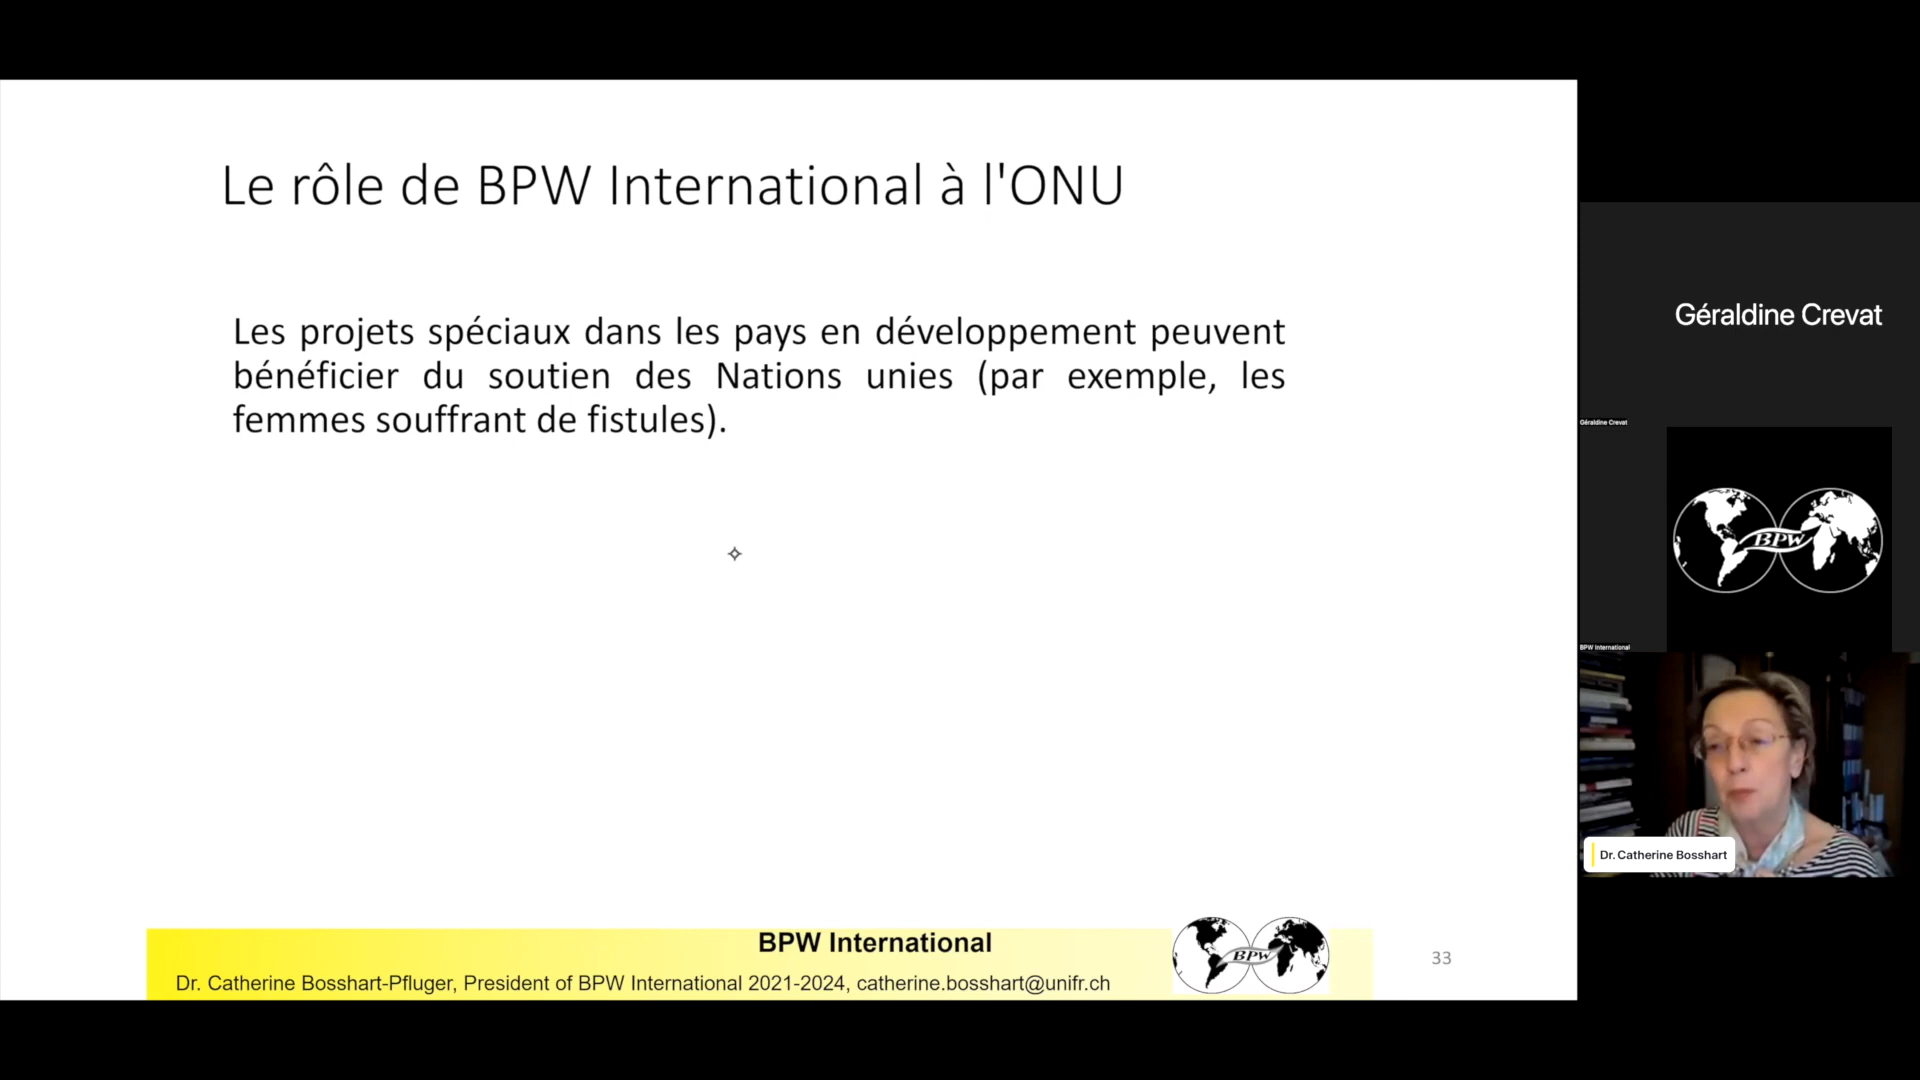 Le rôle de BPW International à l'ONU
Les projets spéciaux dans les pays en développement peuvent
bénéficier du soutien des Nations unies (par exemple, les
femmes souffrant de fistules).
BPW International
Dr. Catherine Bosshart-Pfluger, President of BPW International 2021-2024, catherine.bosshart@unifr.ch
BPW
33
Géraldine Crevat
Géraldine Crevat
BPW
BPW International
Dr. Catherine Bosshart